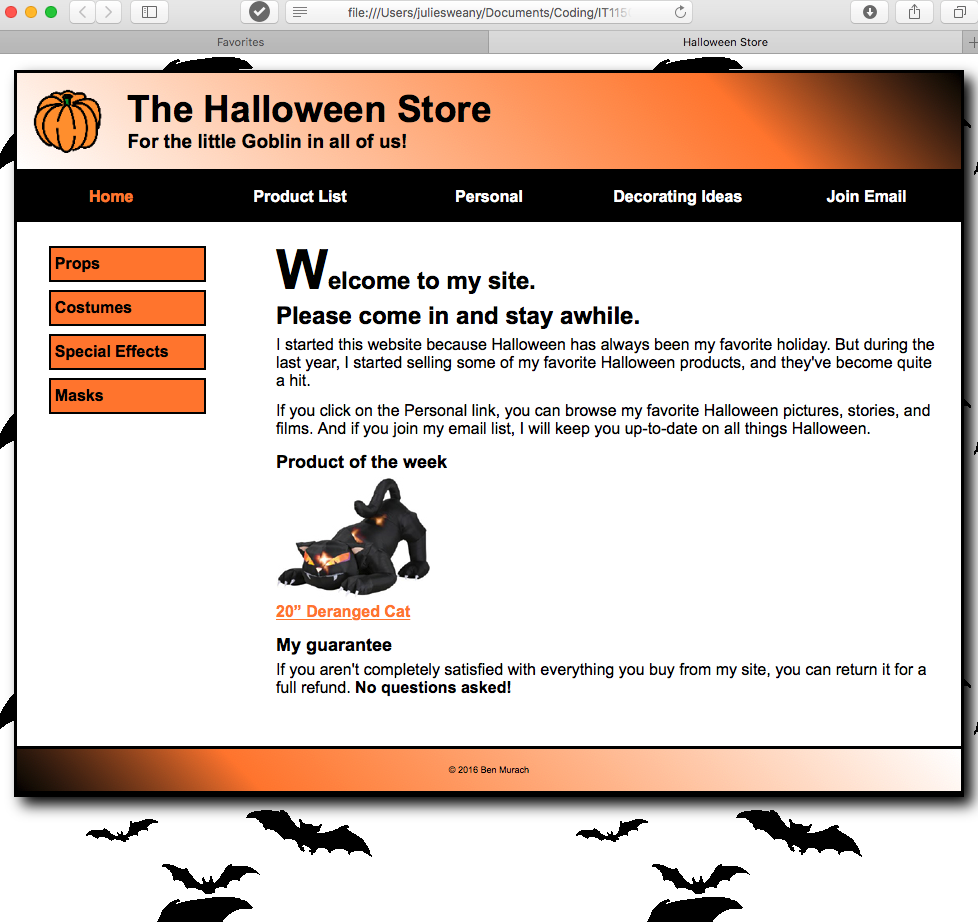 file:///Users/juliesweany/Documents/Coding/IT115
Favorites
Halloween Store
The Halloween Store
For the little Goblin in all of us!
Home Product List Personal Decorating Ideas Join Email
Props
Costumes
Special Effects
Masks
Welcome to my site.
Please come in and stay awhile.
I started this website because Halloween has always been my favorite holiday. But during the
last year, I started selling some of my favorite Halloween products, and they've become quite
a hit.
If you click on the Personal link, you can browse my favorite Halloween pictures, stories, and
films. And if you join my email list, I will keep you up-to-date on all things Halloween.
Product of the week
20” Deranged Cat
My guarantee
If you aren't completely satisfied with everything you buy from my site, you can return it for a
full refund. No questions asked!
© 2016 Ben Murach